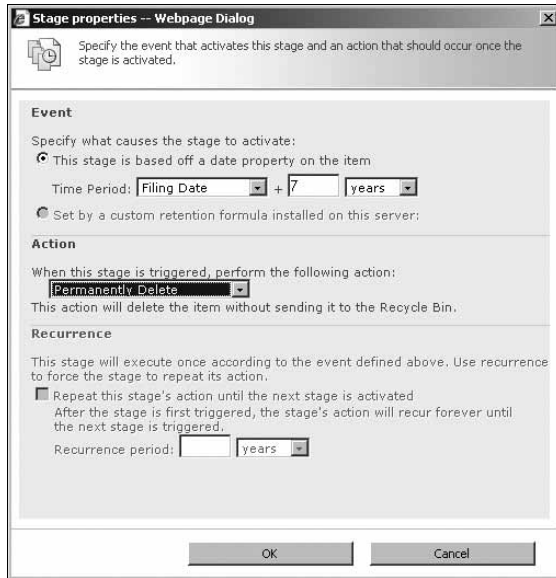 Stage properties -- Webpage Dialog
Specify the event that activates this stage and an action that should occur once the
stage is activated.
Event
Specify what causes the stage to activate:
This stage is based off a date property on the item
Time Period: Filing Date + 7 years
Set by a custom retention formula installed on this server:
Action
When this stage is triggered, perform the following action:
Permanently Delete
This action will delete the item without sending it to the Recycle Bin.
Recurrence
This stage will execute once according to the event defined above. Use recurrence
to force the stage to repeat its action.
Repeat this stage's action until the next stage is activated
After the stage is first triggered, the stage's action will recur forever until
the next stage is triggered.
Recurrence period: years
OK Cancel